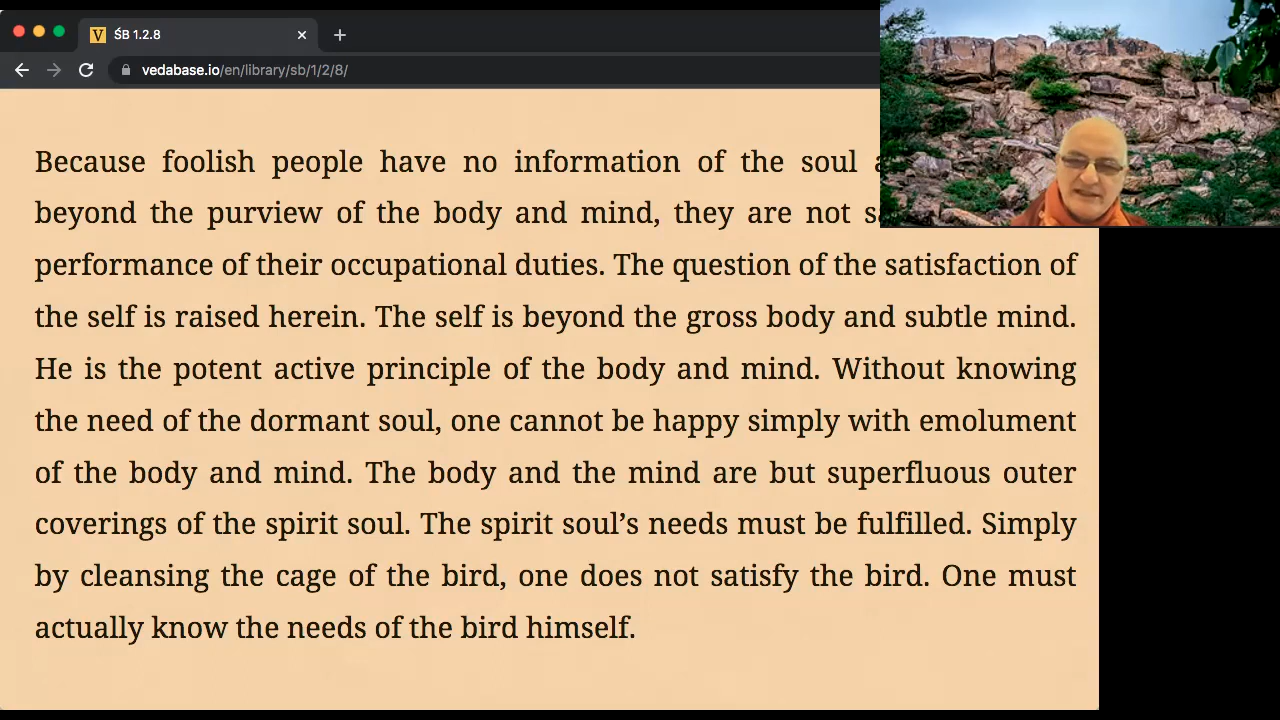 ŚB 1.2.8
vedabase.io/en/library/sb/1/2/8/
Because foolish people have no information of the soul
beyond the purview of the body and mind, they are not
performance of their occupational duties. The question of the satisfaction of
the self is raised herein. The self is beyond the gross body and subtle mind.
He is the potent active principle of the body and mind. Without knowing
the need of the dormant soul, one cannot be happy simply with emolument
of the body and mind. The body and the mind are but superfluous outer
coverings of the spirit soul. The spirit soul’s needs must be fulfilled. Simply
by cleansing the cage of the bird, one does not satisfy the bird. One must
actually know the needs of the bird himself.